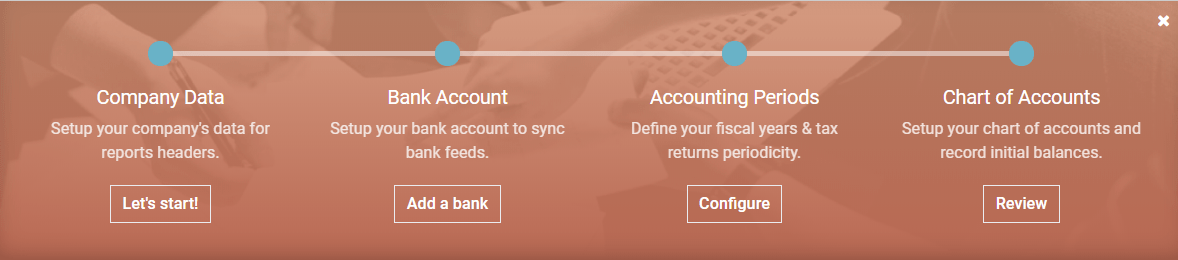 Company Data
Setup your company's data for
reports headers.
Let's start!
Bank Account
Setup your bank account to sync
bank feeds.
Add a bank
Accounting Periods
Define your fiscal years & tax
returns periodicity.
Configure
Chart of Accounts
Setup your chart of accounts and
record initial balances.
Review